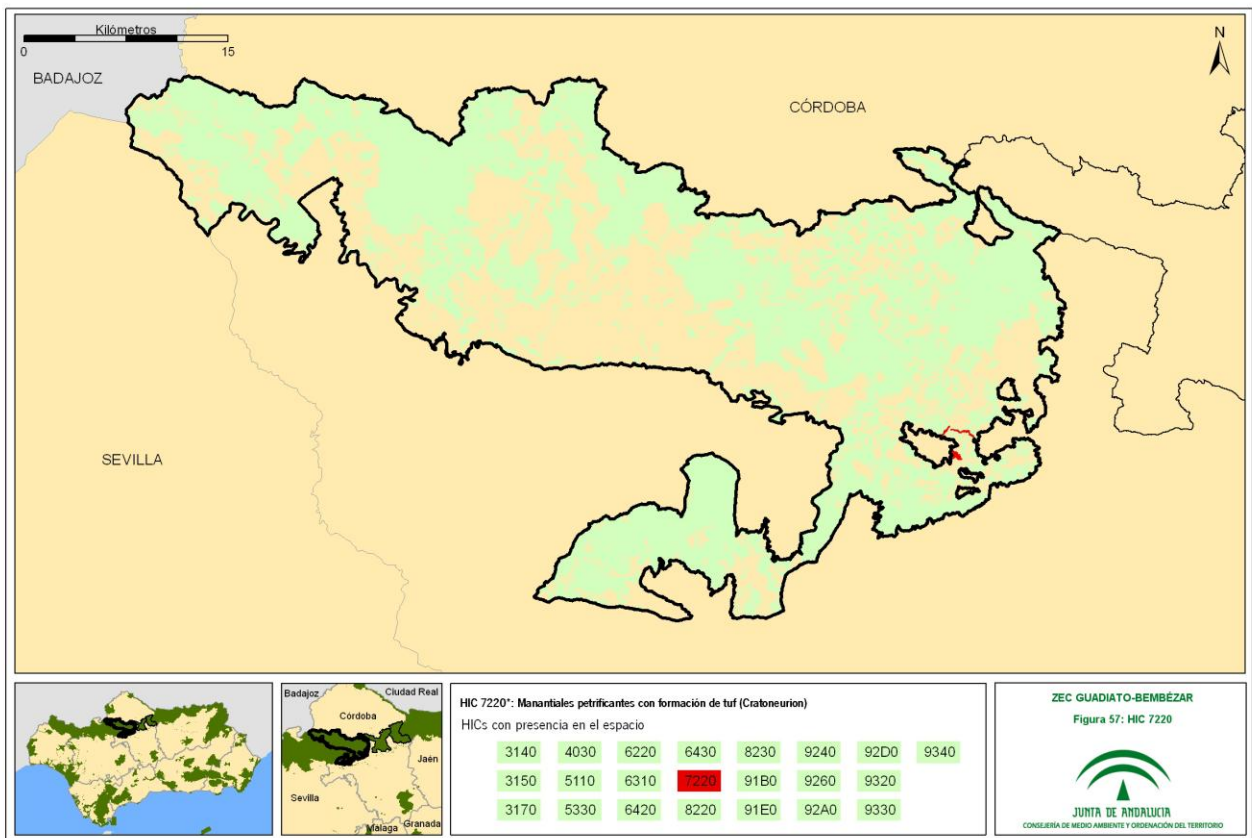 Kilómetros
0 15
N
BADAJOZ
CÓRDOBA
SEVILLA
Badajoz
Ciudad Real
Córdoba
Jaén
Sevilla
Málaga
Granada
HIC 7220*: Manantiales petrificantes con formación de tuf (Cratoneurion)
HICs con presencia en el espacio
3140 4030 6220 6430 8230 9240 92D0 9340
3150 5110 6310 7220 91B0 9260 9320
3170 5330 6420 8220 91E0 92A0 9330
ZEC GUADIATO-BEMBÉZAR
Figura 57: HIC 7220
JUNTA DE ANDALUCIA
CONSEJERÍA DE MEDIO AMBIENTE Y ORDENACIÓN DEL TERRITORIO